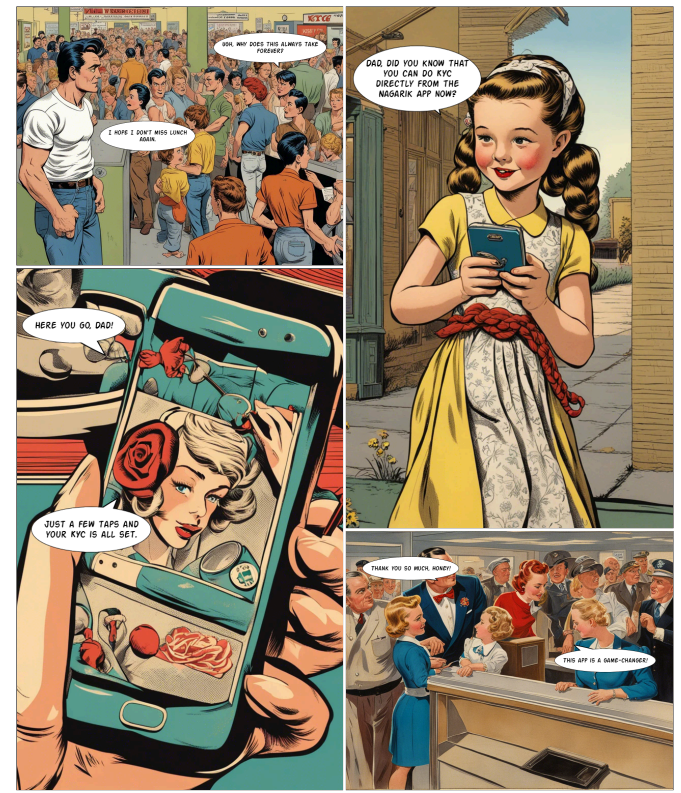 UGH, WHY DOES THIS ALWAYS TAKE
FOREVER?
I HOPE I DON'T MISS LUNCH
AGAIN.
DAD, DID YOU KNOW THAT
YOU CAN DO KYC
DIRECTLY FROM THE
NAGARIK APP NOW?
HERE YOU GO, DAD!
JUST A FEW TAPS AND
YOUR KYC IS ALL SET.
THANK YOU SO MUCH, HONEY!
THIS APP IS A GAME-CHANGER!